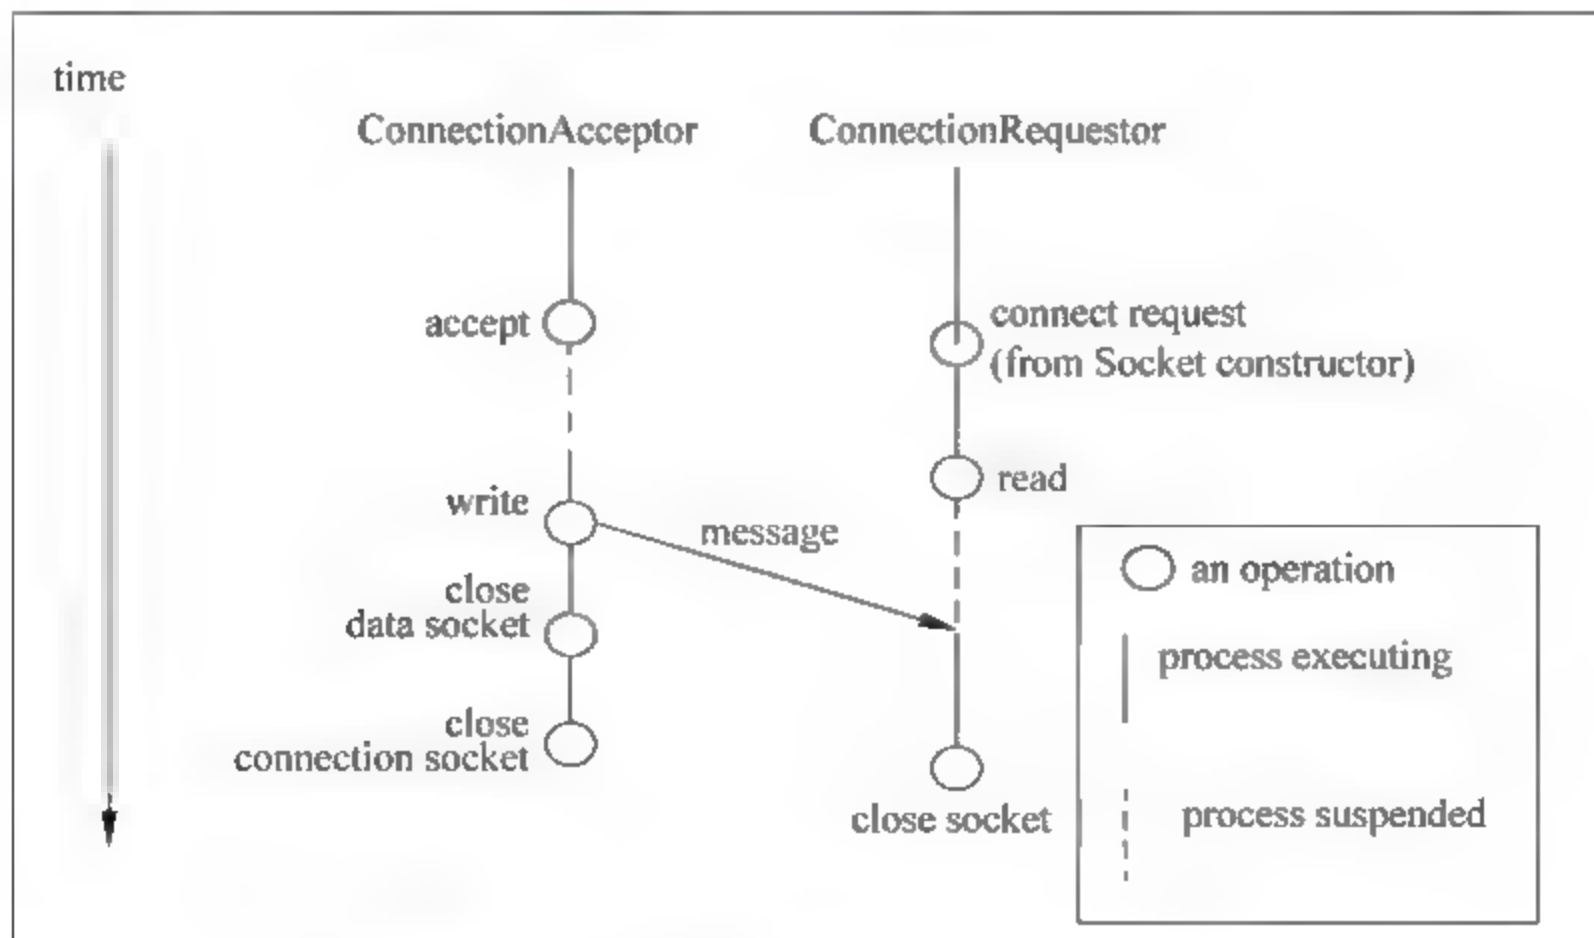 time
ConnectionAcceptor
ConnectionRequestor
accept
connect request
(from Socket constructor)
read
write
message
close
data socket
close
connection socket
close socket
an operation
process executing
process suspended